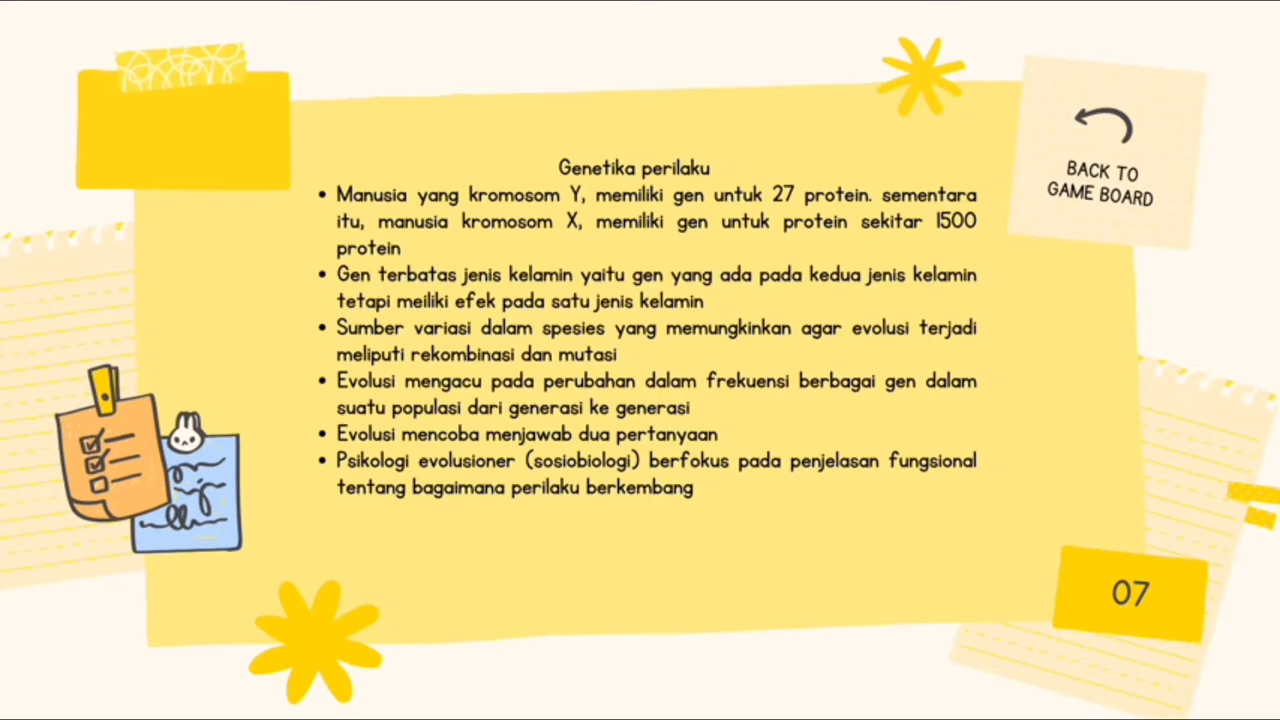 BACK TO
GAME BOARD
Genetika perilaku
• Manusia yang kromosom Y, memiliki gen untuk 27 protein. sementara
itu, manusia kromosom X, memiliki gen untuk protein sekitar 1500
protein
• Gen terbatas jenis kelamin yaitu gen yang ada pada kedua jenis kelamin
tetapi meiliki efek pada satu jenis kelamin
• Sumber variasi dalam spesies yang memungkinkan agar evolusi terjadi
meliputi rekombinasi dan mutasi
• Evolusi mengacu pada perubahan dalam frekuensi berbagai gen dalam
suatu populasi dari generasi ke generasi
• Evolusi mencoba menjawab dua pertanyaan
• Psikologi evolusioner (sosiobiologi) berfokus pada penjelasan fungsional
tentang bagaimana perilaku berkembang
07